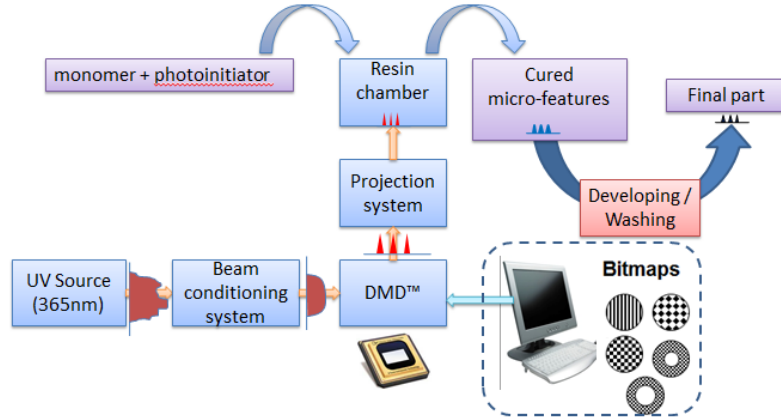 monomer + photoinitiator
Resin
chamber
Cured
micro-features
Final part
Projection
system
Developing /
Washing
UV Source
(365nm)
Beam
conditioning
system
DMD™
Bitmaps